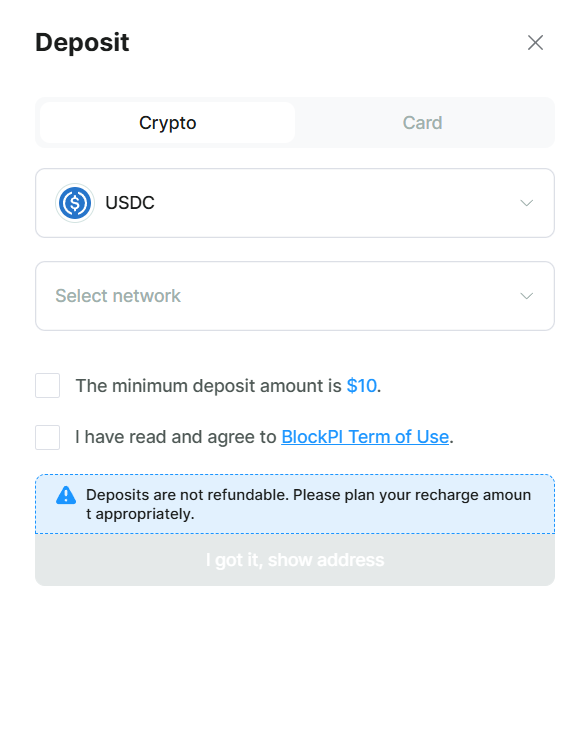 Deposit
Crypto
Card
USDC
Select network
The minimum deposit amount is $10.
I have read and agree to BlockPI Term of Use.
Deposits are not refundable. Please plan your recharge amoun
t appropriately.
I got it, show address